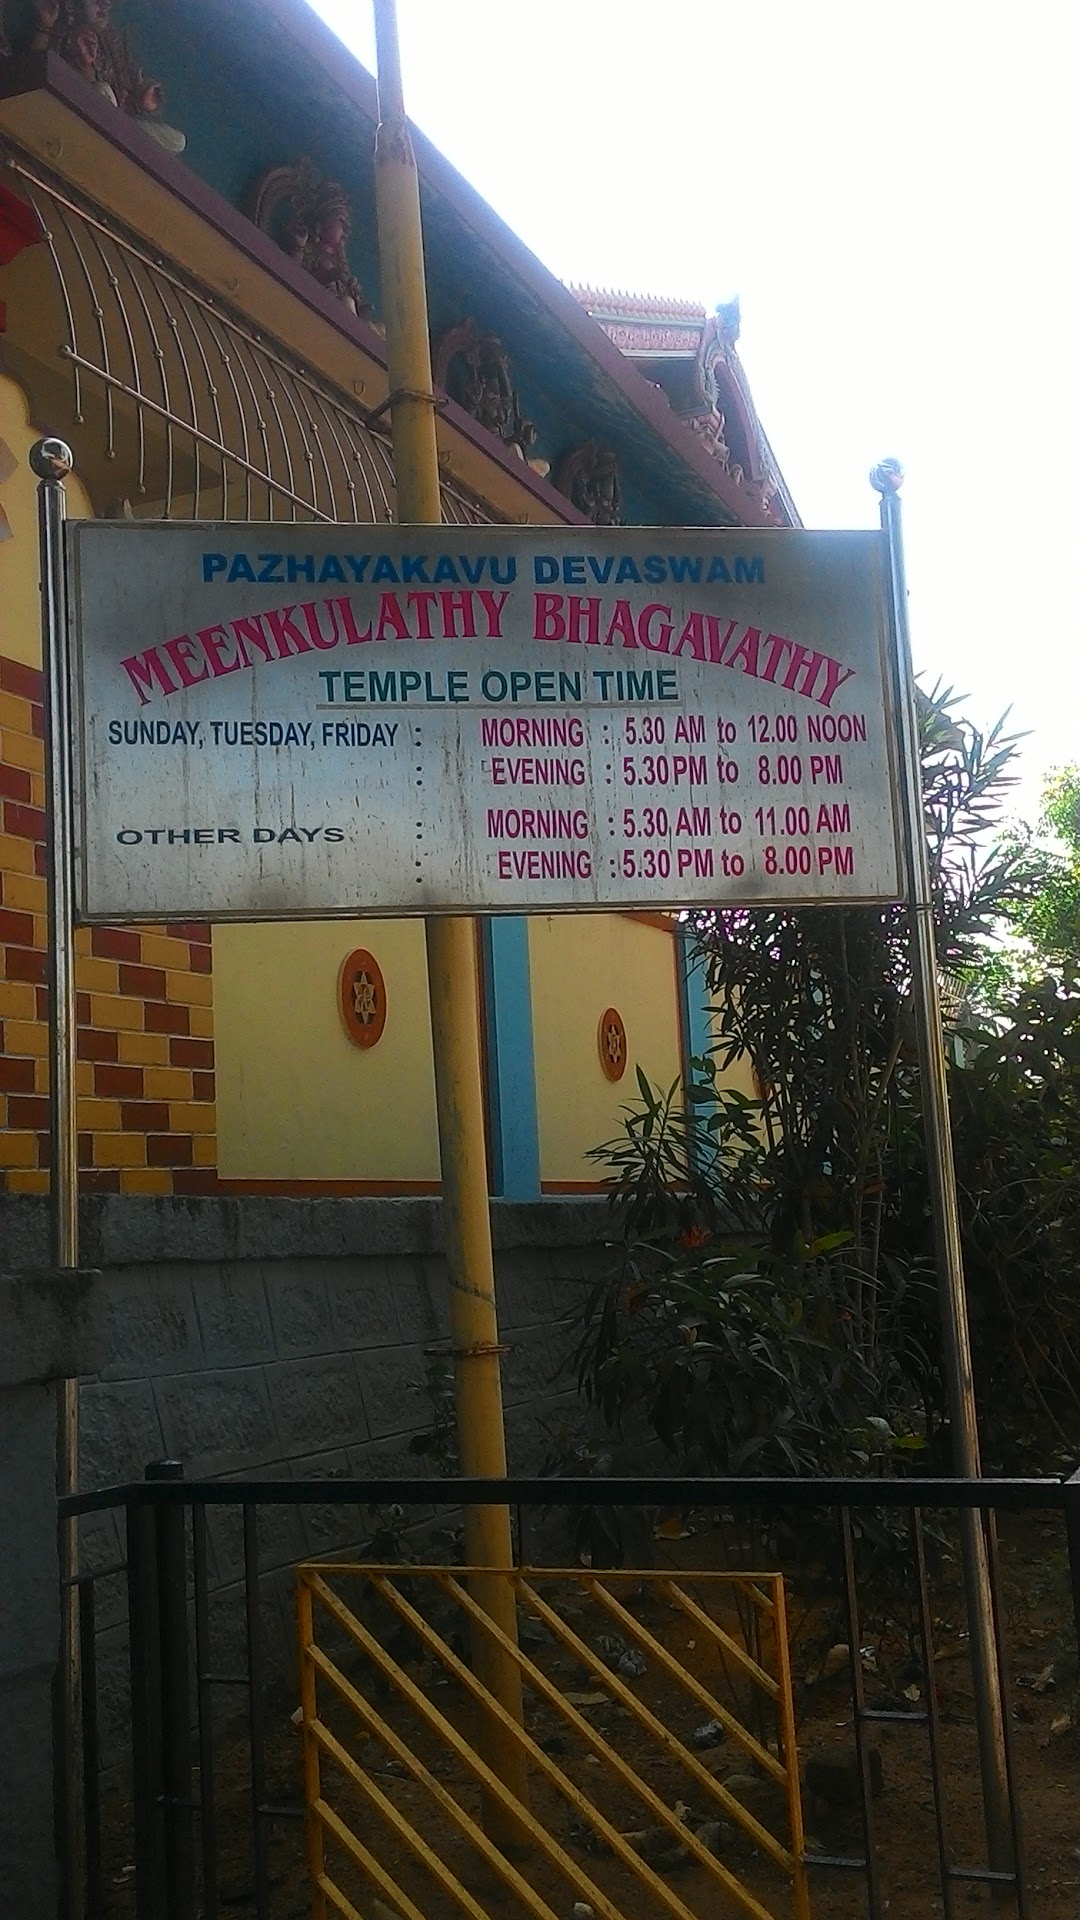 PAZHAYAKAVU DEVASWAM
MEENKULATHY BHAGAVATHY
TEMPLE OPEN TIME
SUNDAY, TUESDAY, FRIDAY : MORNING : 5.30 AM to 12.00 NOON
: EVENING : 5.30 PM to 8.00 PM
OTHER DAYS : MORNING : 5.30 AM to 11.00 AM
: EVENING : 5.30 PM to 8.00 PM